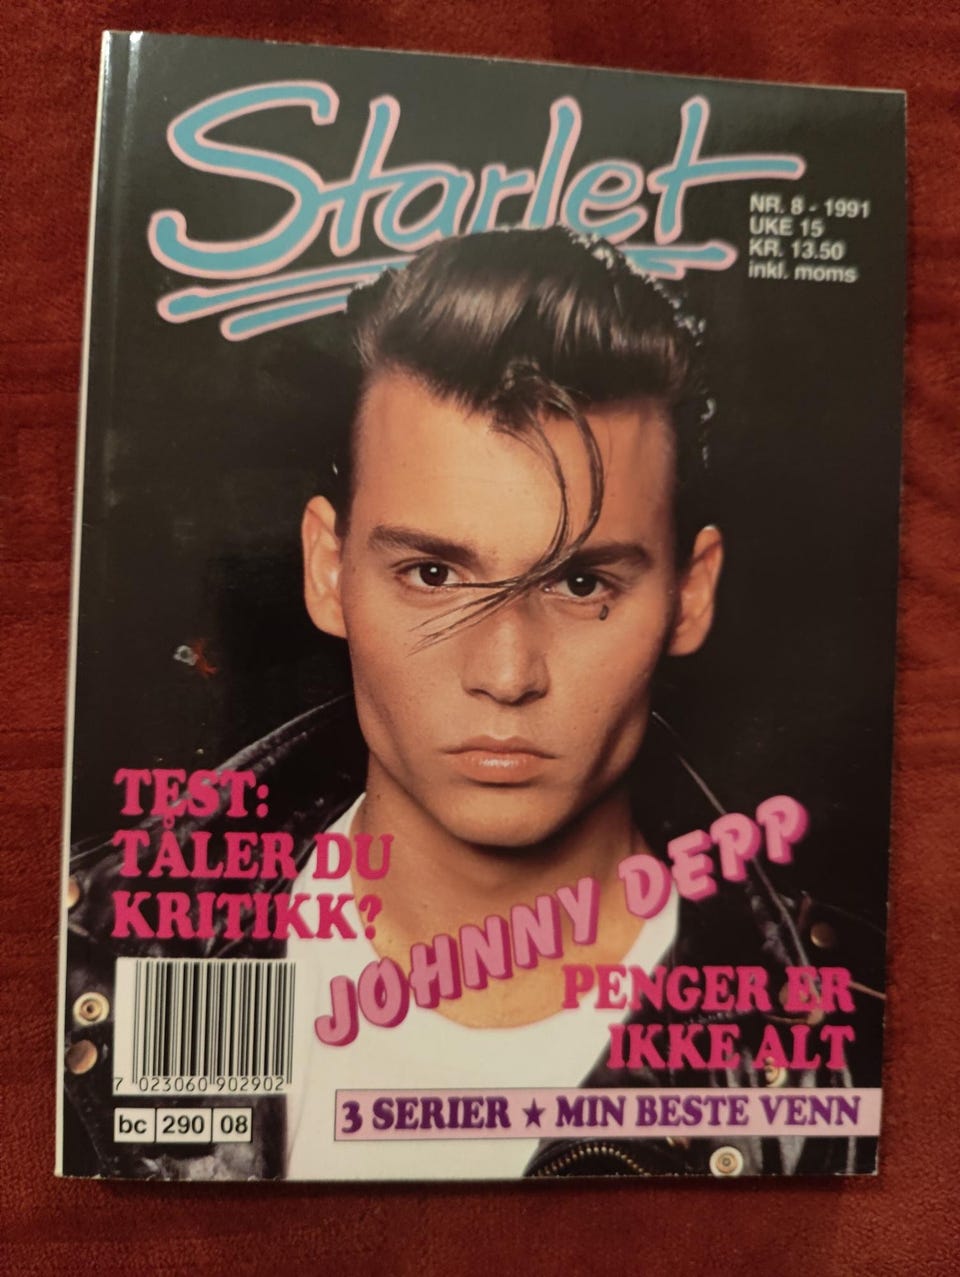 Starlet
NR. 8 - 1991
UKE 15
KR. 13.50
inkl. moms
TEST:
TÅLER DU
KRITIKK?
JOHNNY DEPP
PENGER ER
IKKE ALT
3 SERIER ★ MIN BESTE VENN
7 023060 902902
bc 290 08